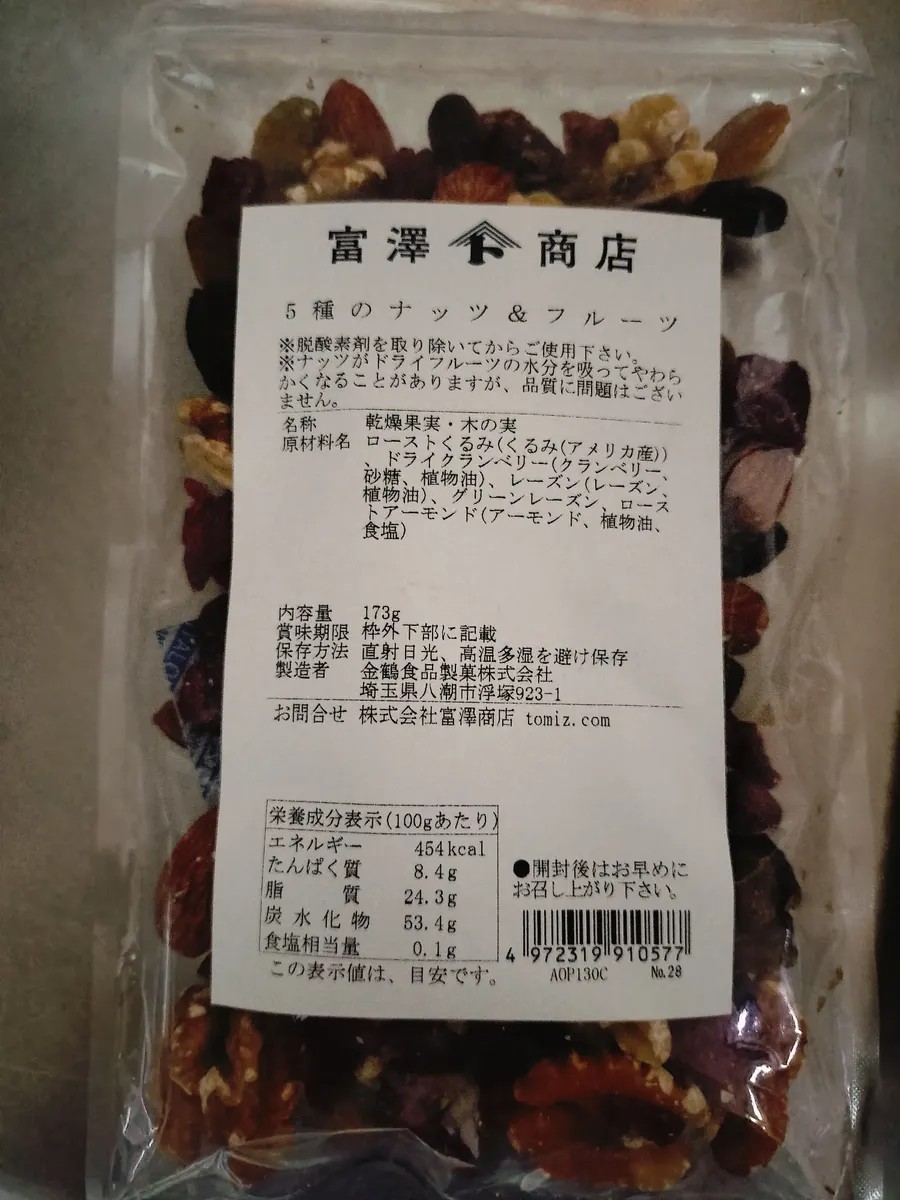 富澤 ト 商店
5種のナッツ&フルーツ
※脱酸素剤を取り除いてからご使用下さい。
※ナッツがドライフルーツの水分を吸ってやわら
かくなることがありますが、品質に問題はござい
ません。
名称 乾燥果実・木の実
原材料名 ローストくるみ(くるみ(アメリカ産))
、ドライクランベリー(クランベリー、
砂糖、植物油)、レーズン(レーズン、
植物油)、グリーンレーズン、ロース
トアーモンド(アーモンド、植物油、
食塩)
内容量 173g
賞味期限 枠外下部に記載
保存方法 直射日光、高温多湿を避け保存
製造者 金鶴食品製菓株式会社
埼玉県八潮市浮塚923-1
お問合せ 株式会社富澤商店 tomiz.com
栄養成分表示(100gあたり)
エネルギー 454kcal
たんぱく質 8.4g
脂質 24.3g
炭水化物 53.4g
食塩相当量 0.1g
この表示値は、目安です。
●開封後はお早めに
お召し上がり下さい。
4 972319 910577
AOP130C No.28